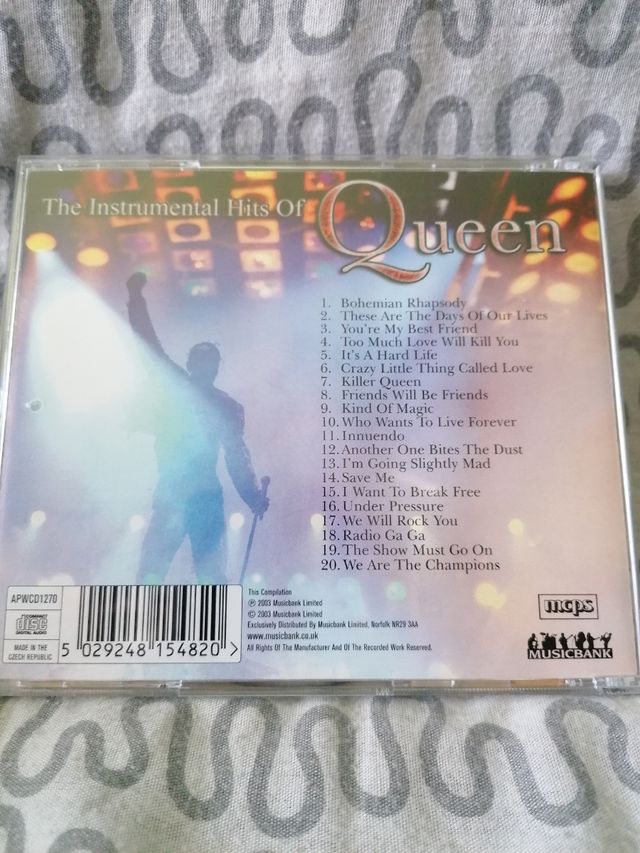 The Instrumental Hits Of Queen
1. Bohemian Rhapsody
2. These Are The Days Of Our Lives
3. You're My Best Friend
4. Too Much Love Will Kill You
5. It's A Hard Life
6. Crazy Little Thing Called Love
7. Killer Queen
8. Friends Will Be Friends
9. Kind Of Magic
10. Who Wants To Live Forever
11. Innuendo
12. Another One Bites The Dust
13. I'm Going Slightly Mad
14. Save Me
15. I Want To Break Free
16. Under Pressure
17. We Will Rock You
18. Radio Ga Ga
19. The Show Must Go On
20. We Are The Champions
APWCD1270
COMPACT
disc
DIGITAL AUDIO
MADE IN THE
CZECH REPUBLIC
5 029248 154820 >
This Compilation
℗ 2003 Musicbank Limited
© 2003 Musicbank Limited
Exclusively Distributed By Musicbank Limited, Norfolk NR29 3AA
www.musicbank.co.uk
All Rights Of The Manufacturer And Of The Recorded Work Reserved.
mcps
MUSICBANK